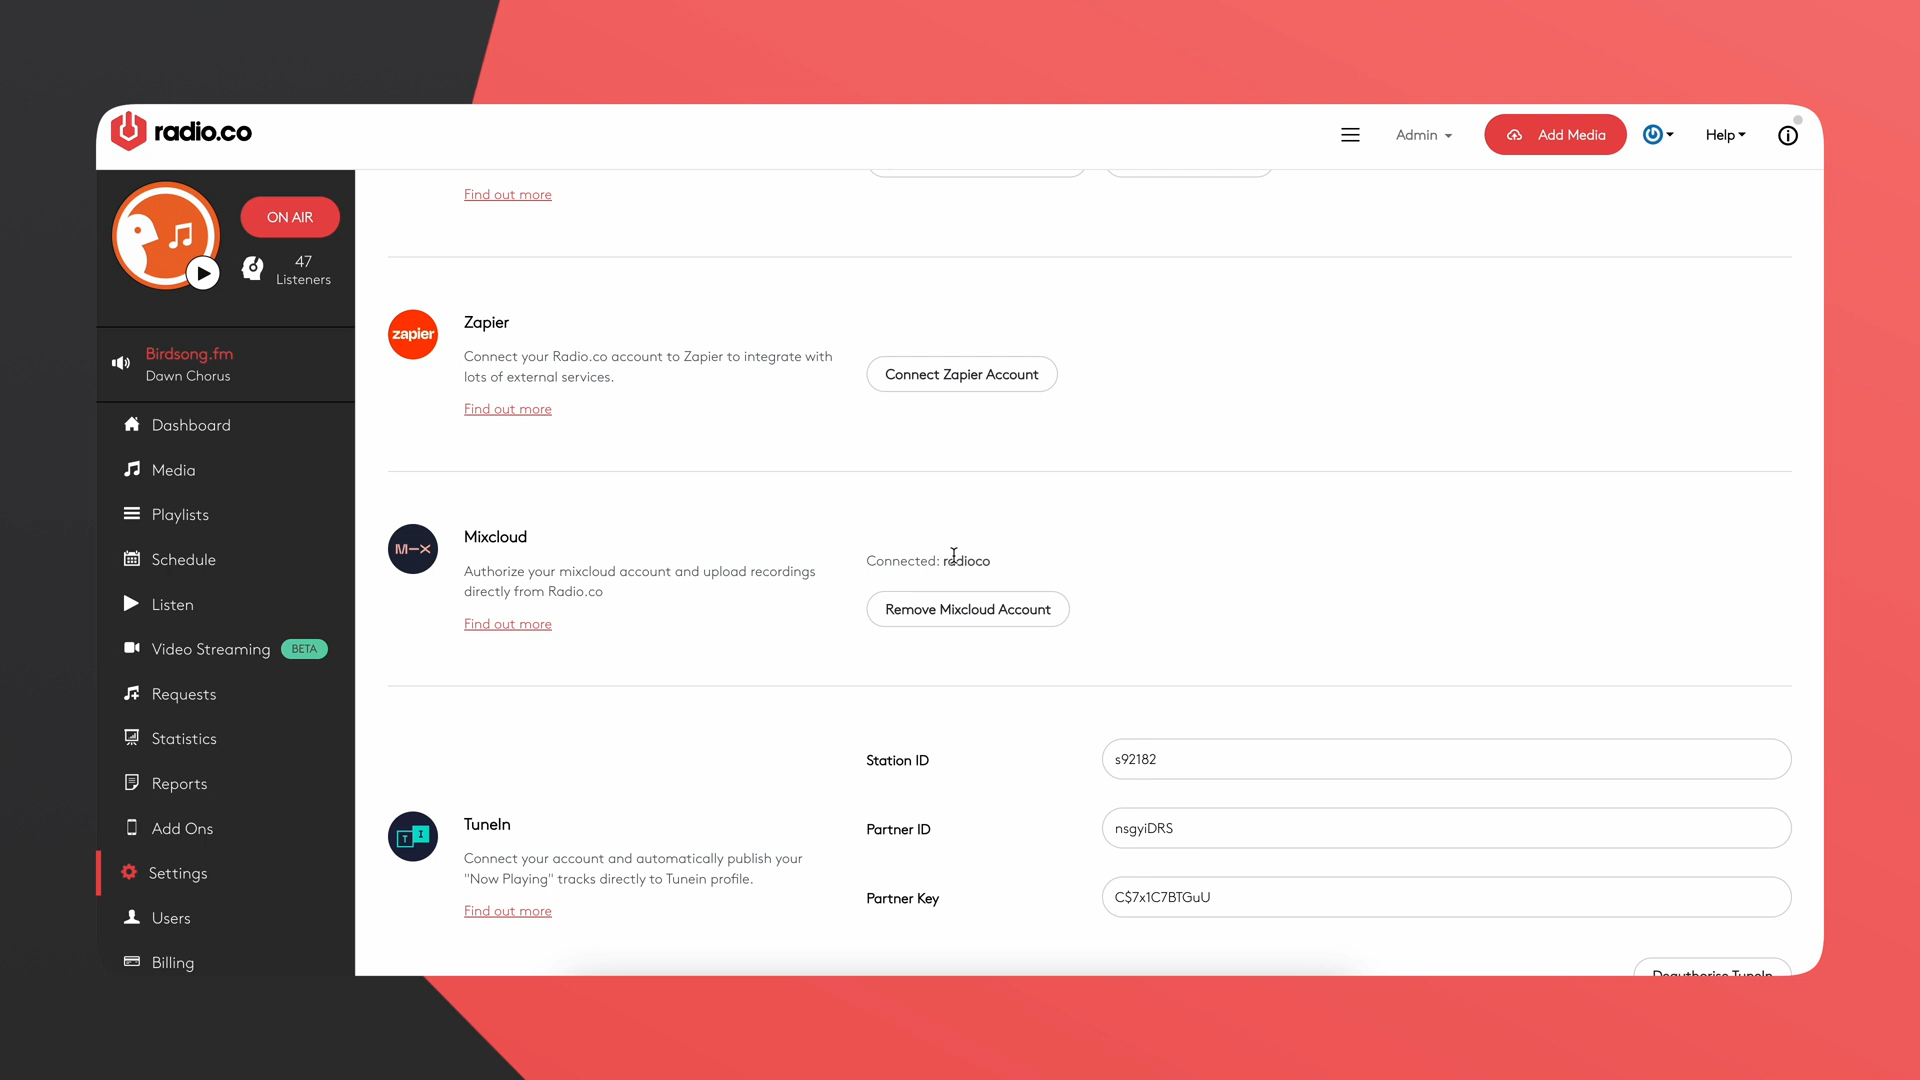 radio.co
Admin
Add Media
Help
ON AIR
47
Listeners
Birdsong.fm
Dawn Chorus
Dashboard
Media
Playlists
Schedule
Listen
Video Streaming BETA
Requests
Statistics
Reports
Add Ons
Settings
Users
Billing
Find out more
zapier
Zapier
Connect your Radio.co account to Zapier to integrate with
lots of external services.
Find out more
Connect Zapier Account
M-X
Mixcloud
Authorize your mixcloud account and upload recordings
directly from Radio.co
Find out more
Connected: radioco
Remove Mixcloud Account
T I
TuneIn
Connect your account and automatically publish your
"Now Playing" tracks directly to Tunein profile.
Find out more
Station ID
s92182
Partner ID
nsgyiDRS
Partner Key
C$7x1C7BTGuU
Deauthorise TuneIn